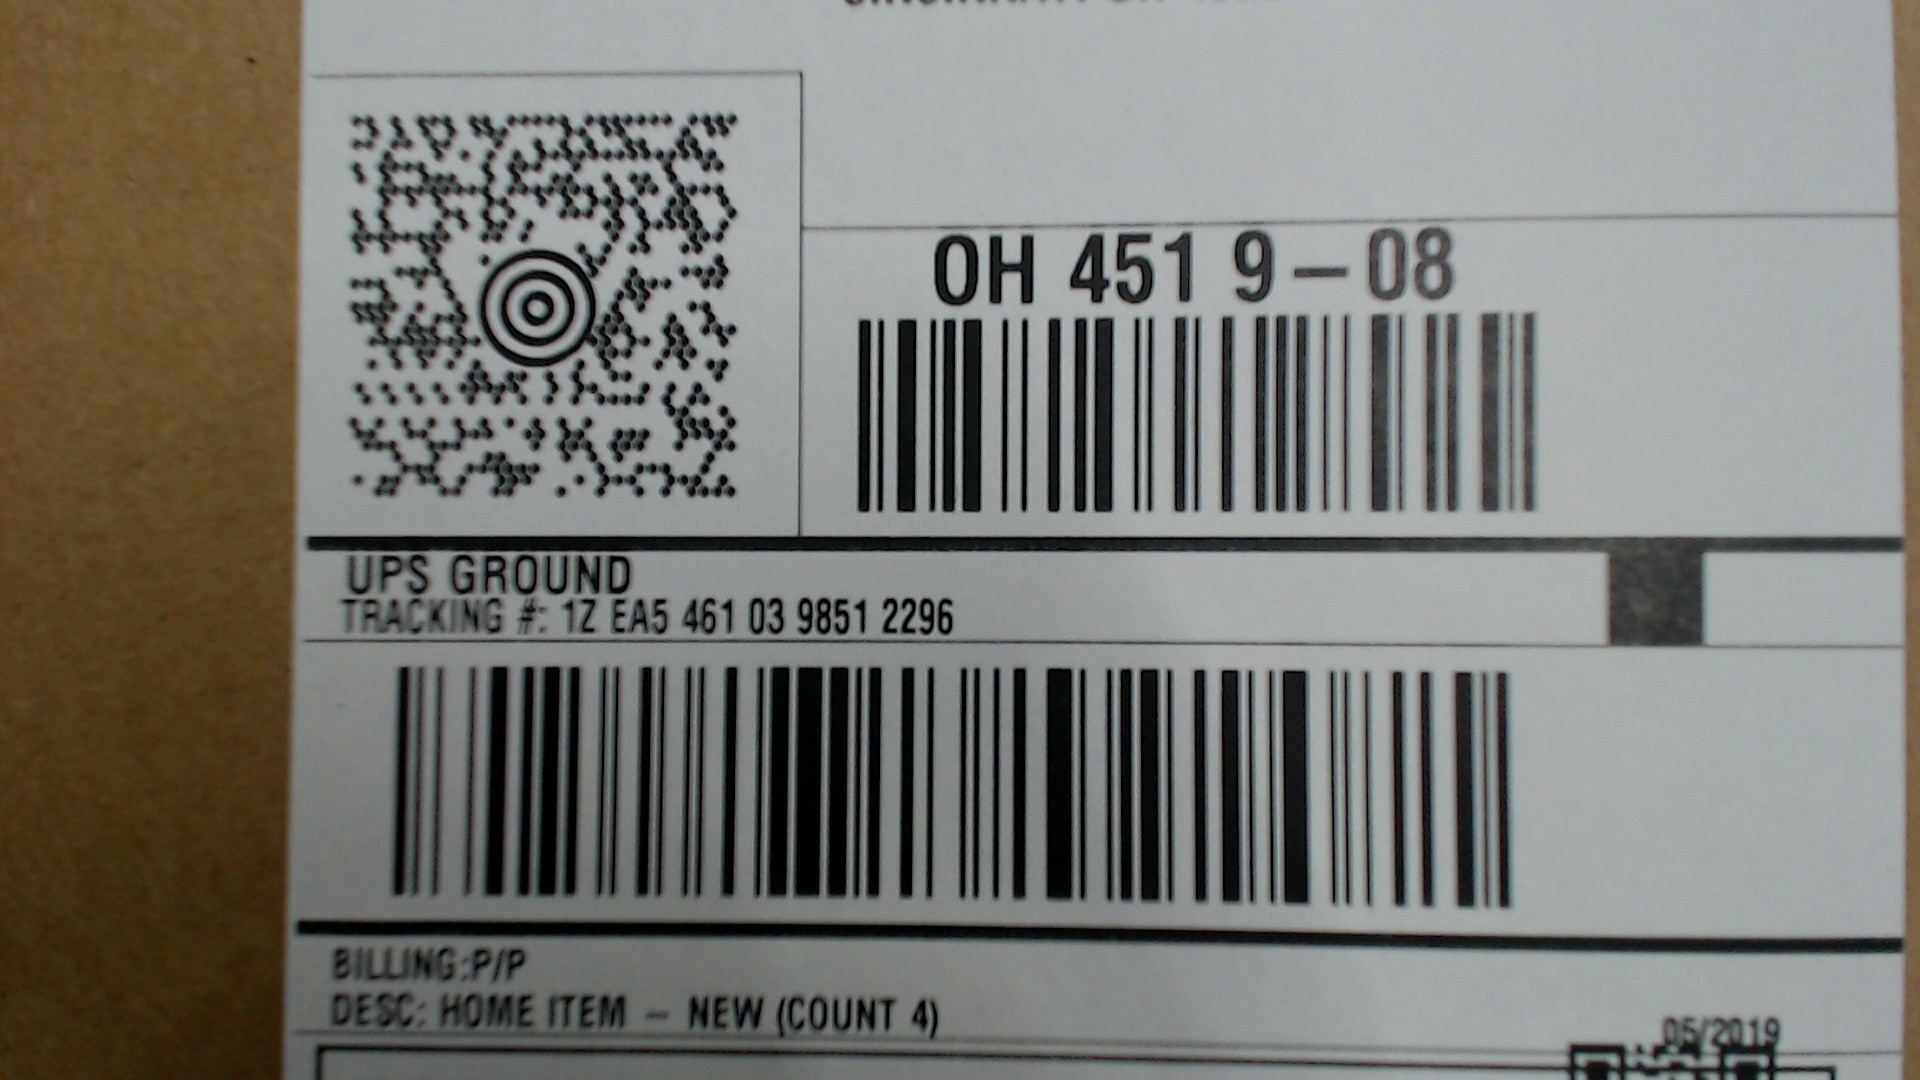 OH 451 9-08
UPS GROUND
TRACKING #: 1Z EA5 461 03 9851 2296
BILLING:P/P
DESC: HOME ITEM - NEW (COUNT 4)
05/2019